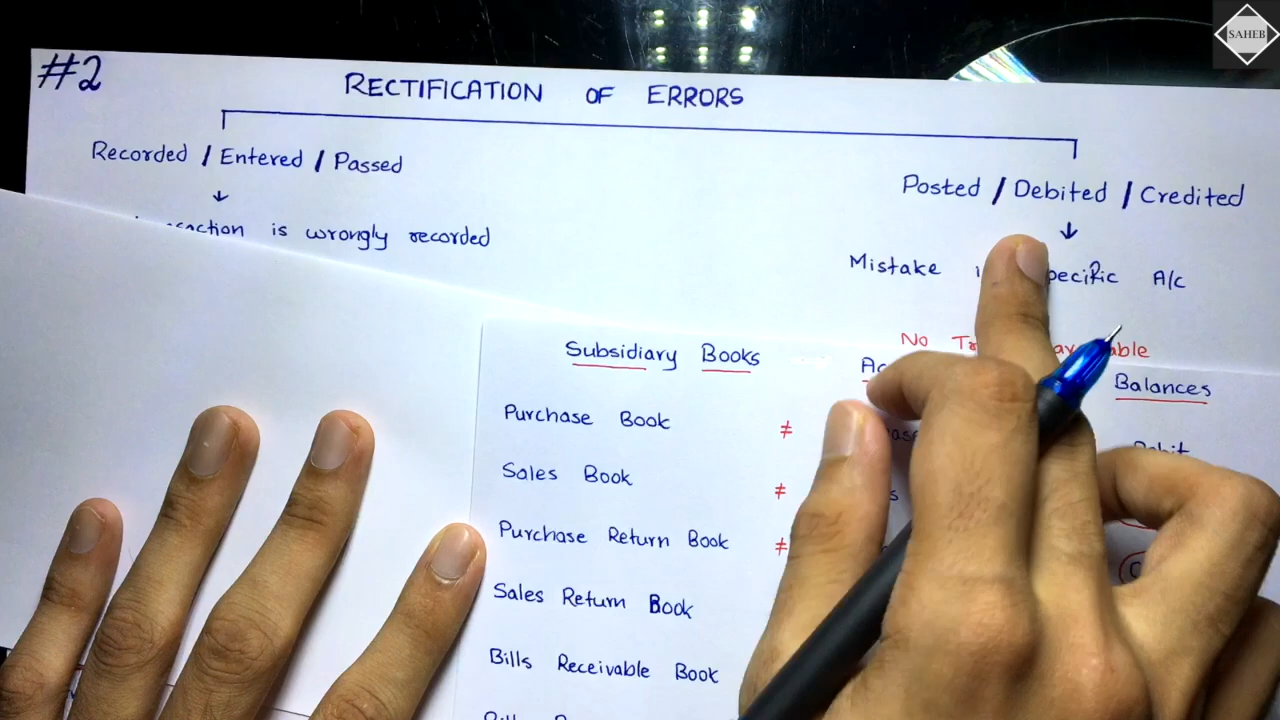 SAHEB
#2
RECTIFICATION OF ERRORS
Recorded / Entered / Passed
Posted / Debited / Credited
is wrongly recorded
Mistake A/c
No
Subsidiary Books
Balances
Purchase Book ≠
Sales Book ≠
Purchase Return Book ≠
Sales Return Book
Bills Receivable Book